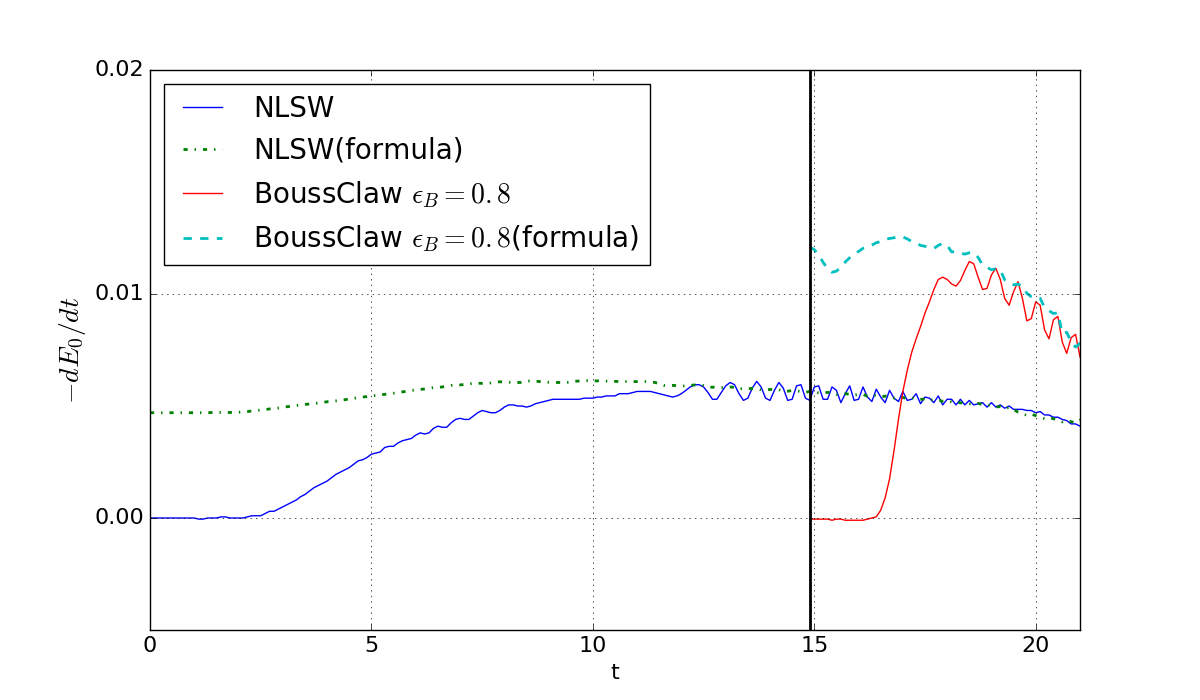 0.02
0.01
0.00
−dE₀/dt
NLSW
NLSW(formula)
BoussClaw ϵ_B = 0.8
BoussClaw ϵ_B = 0.8(formula)
0 5 10 15 20
t